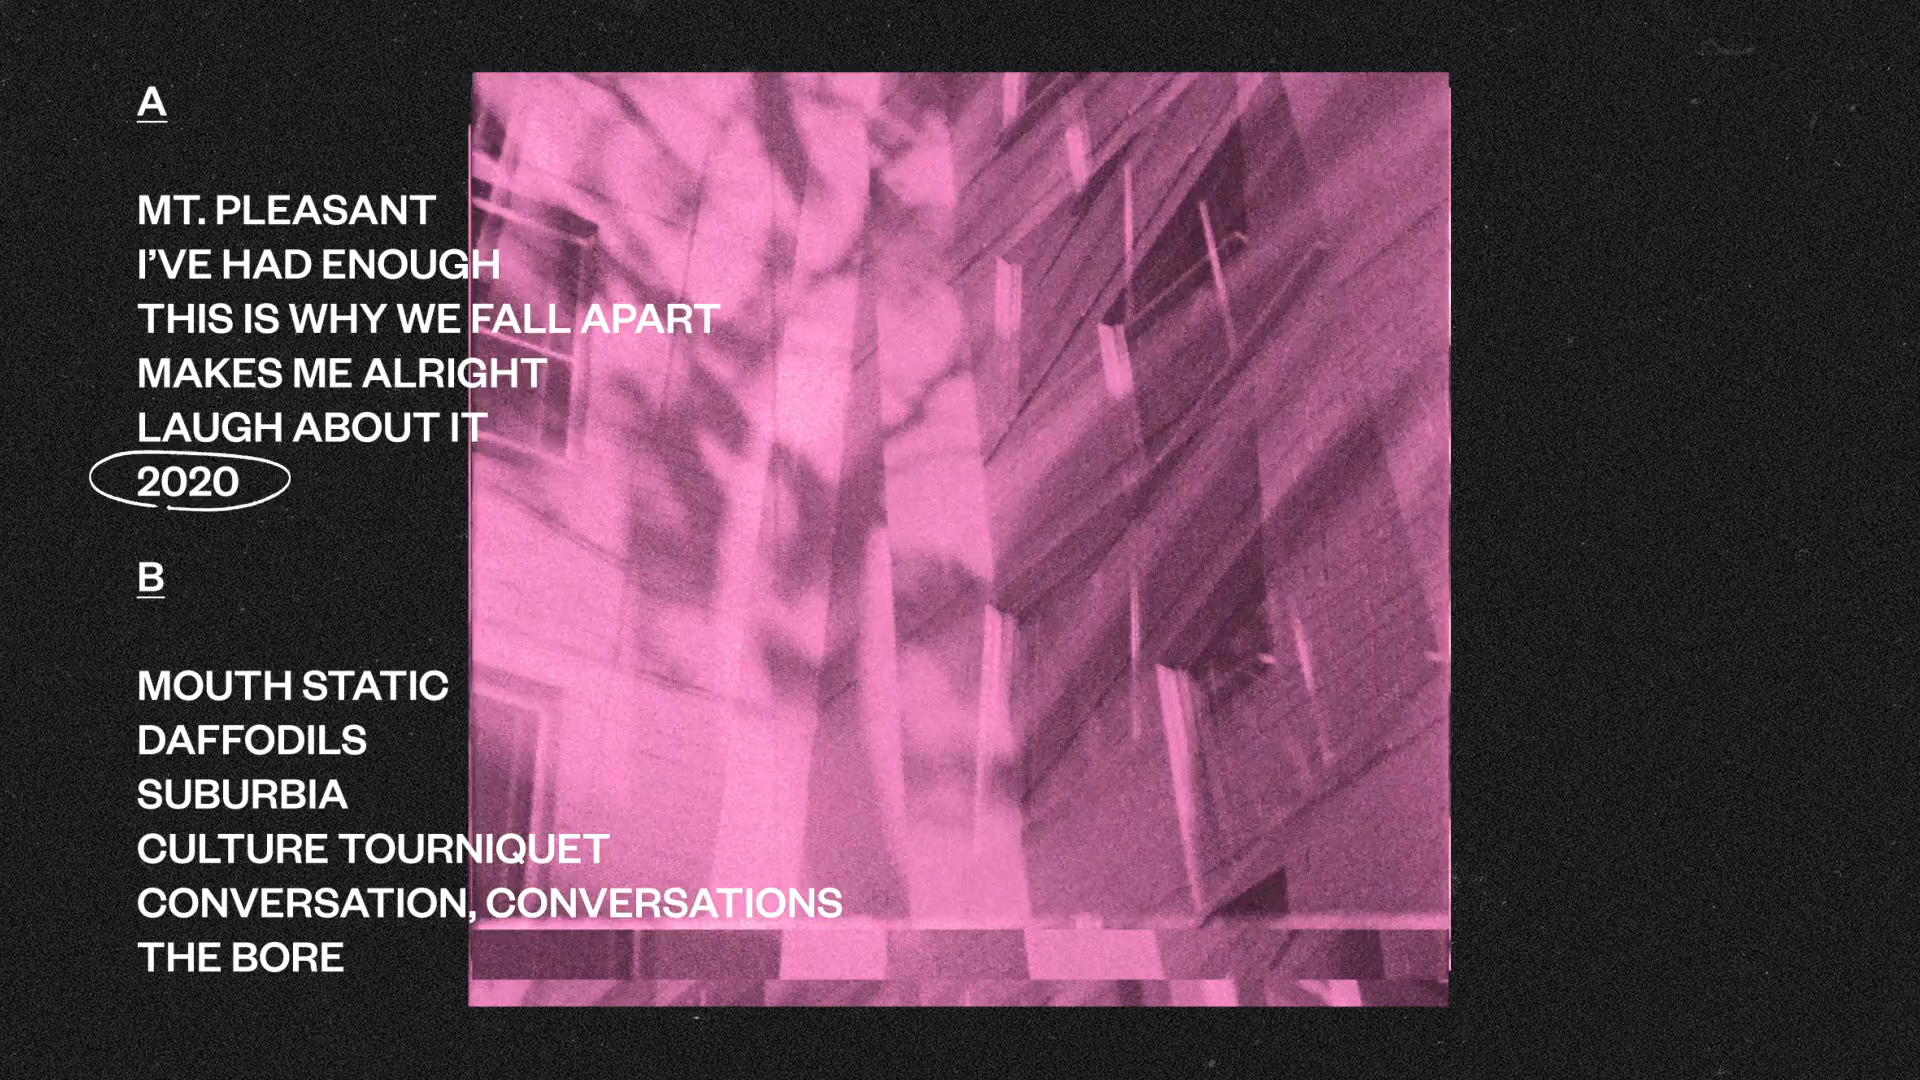 A
MT. PLEASANT
I’VE HAD ENOUGH
THIS IS WHY WE FALL APART
MAKES ME ALRIGHT
LAUGH ABOUT IT
2020
B
MOUTH STATIC
DAFFODILS
SUBURBIA
CULTURE TOURNIQUET
CONVERSATION, CONVERSATIONS
THE BORE